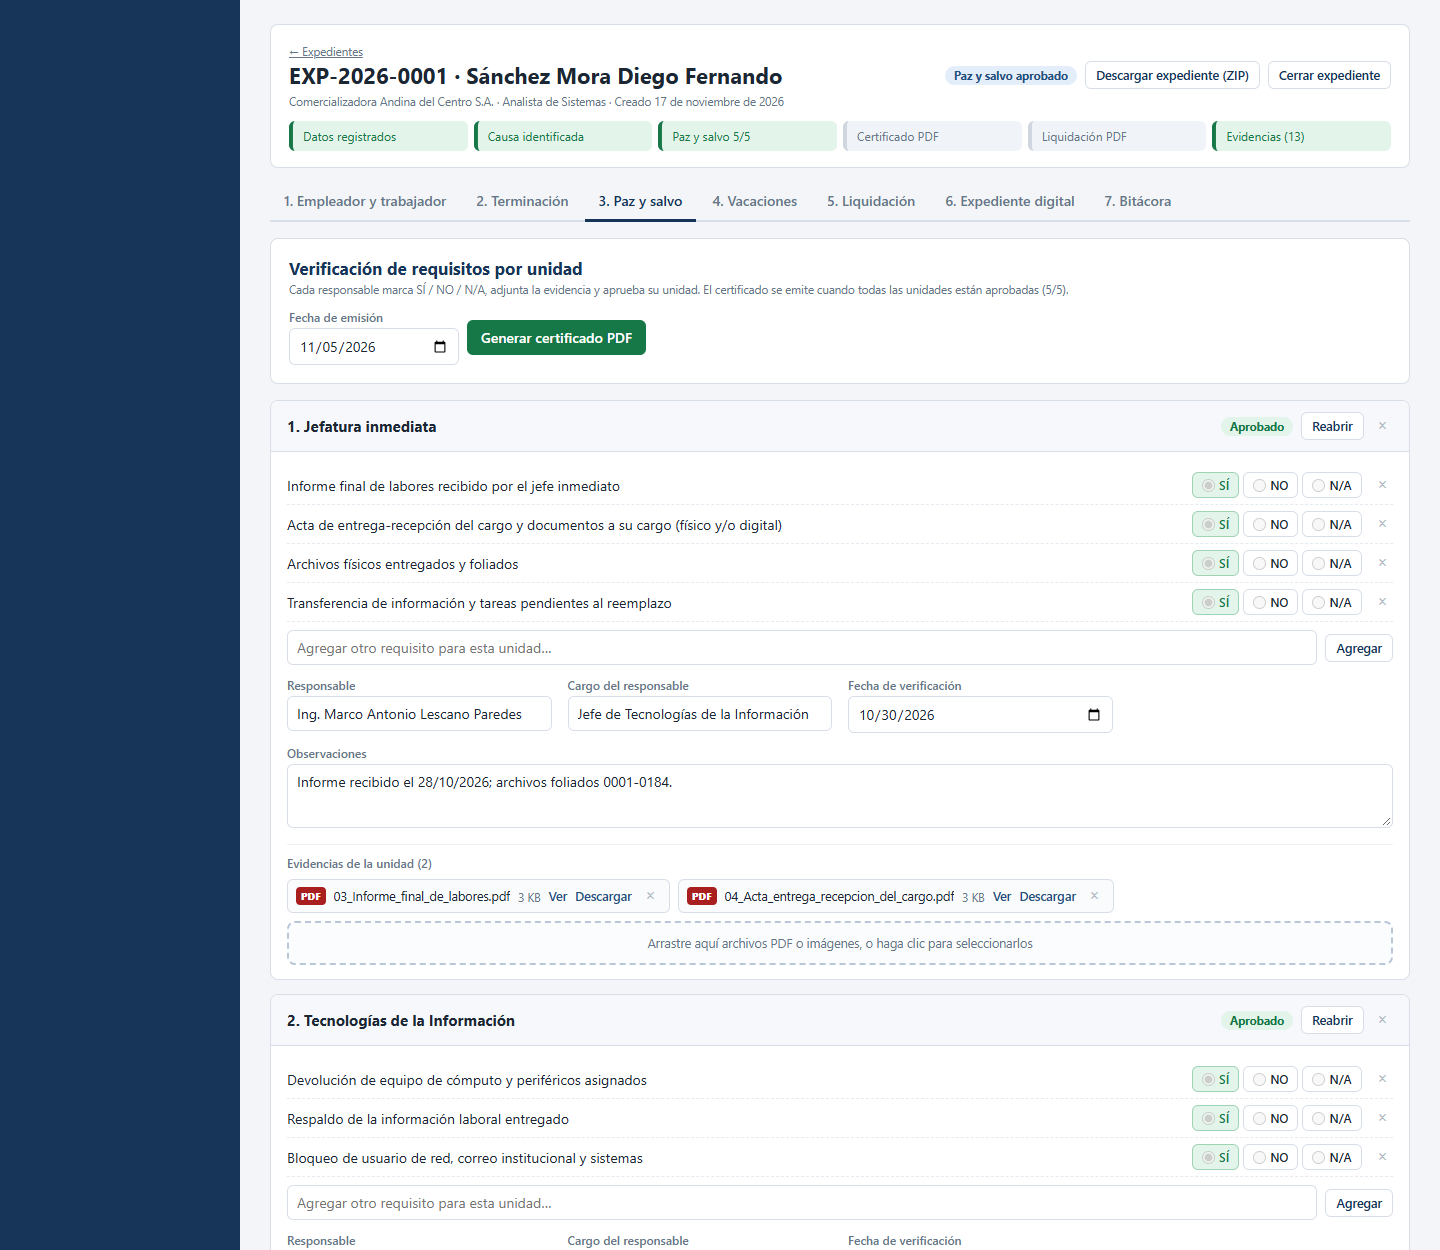 ← Expedientes
EXP-2026-0001 · Sánchez Mora Diego Fernando
Paz y salvo aprobado
Descargar expediente (ZIP)
Cerrar expediente
Comercializadora Andina del Centro S.A. · Analista de Sistemas · Creado 17 de noviembre de 2026
Datos registrados
Causa identificada
Paz y salvo 5/5
Certificado PDF
Liquidación PDF
Evidencias (13)
1. Empleador y trabajador
2. Terminación
3. Paz y salvo
4. Vacaciones
5. Liquidación
6. Expediente digital
7. Bitácora
Verificación de requisitos por unidad
Cada responsable marca SÍ / NO / N/A, adjunta la evidencia y aprueba su unidad. El certificado se emite cuando todas las unidades están aprobadas (5/5).
Fecha de emisión
11/05/2026
Generar certificado PDF
1. Jefatura inmediata
Aprobado
Reabrir
×
Informe final de labores recibido por el jefe inmediato
SÍ NO N/A ×
Acta de entrega-recepción del cargo y documentos a su cargo (físico y/o digital)
SÍ NO N/A ×
Archivos físicos entregados y foliados
SÍ NO N/A ×
Transferencia de información y tareas pendientes al reemplazo
SÍ NO N/A ×
Agregar otro requisito para esta unidad...
Agregar
Responsable
Cargo del responsable
Fecha de verificación
Ing. Marco Antonio Lescano Paredes
Jefe de Tecnologías de la Información
10/30/2026
Observaciones
Informe recibido el 28/10/2026; archivos foliados 0001-0184.
Evidencias de la unidad (2)
PDF 03_Informe_final_de_labores.pdf 3 KB Ver Descargar ×
PDF 04_Acta_entrega_recepcion_del_cargo.pdf 3 KB Ver Descargar ×
Arrastre aquí archivos PDF o imágenes, o haga clic para seleccionarlos
2. Tecnologías de la Información
Aprobado
Reabrir
×
Devolución de equipo de cómputo y periféricos asignados
SÍ NO N/A ×
Respaldo de la información laboral entregado
SÍ NO N/A ×
Bloqueo de usuario de red, correo institucional y sistemas
SÍ NO N/A ×
Agregar otro requisito para esta unidad...
Agregar
Responsable
Cargo del responsable
Fecha de verificación